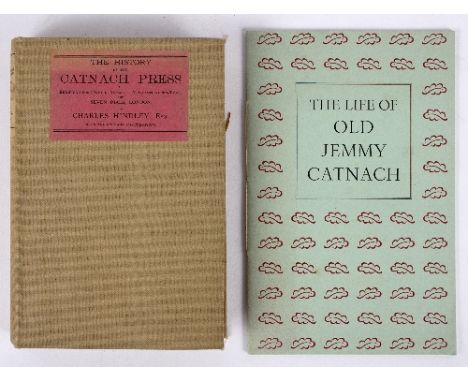 THE HISTORY
OF THE
CATNACH PRESS
SEVEN DIALS, LONDON
CHARLES HINDLEY, Esq.
THE LIFE OF
OLD
JEMMY
CATNACH